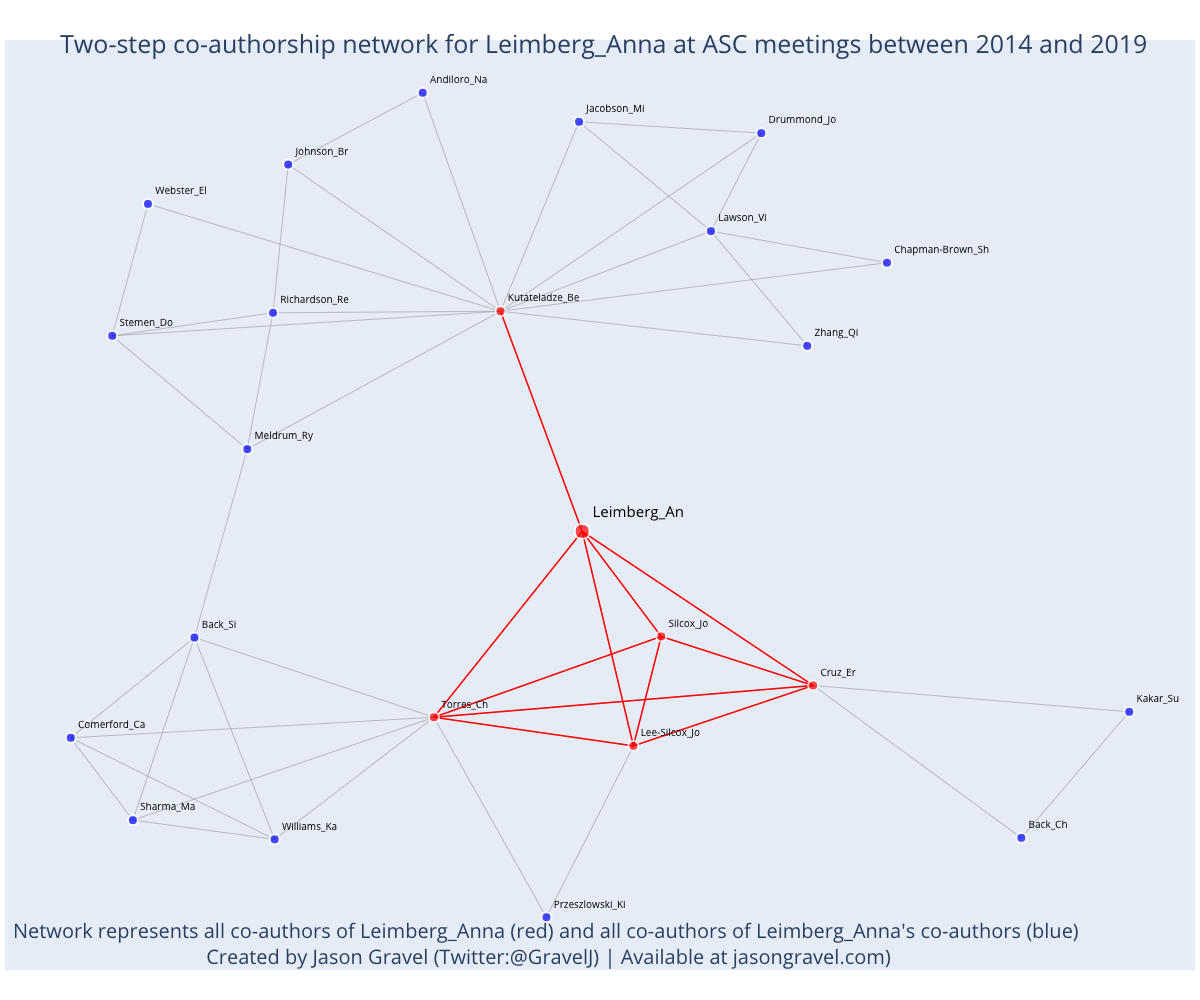 Two-step co-authorship network for Leimberg_Anna at ASC meetings between 2014 and 2019
Andiloro_Na
Jacobson_Mi
Drummond_Jo
Johnson_Br
Webster_El
Lawson_Vi
Chapman-Brown_Sh
Kutateladze_Be
Richardson_Re
Stemen_Do
Zhang_Qi
Meldrum_Ry
Leimberg_An
Silcox_Jo
Back_Si
Cruz_Er
Kakar_Su
Torres_Ch
Comerford_Ca
Lee-Silcox_Jo
Sharma_Ma
Williams_Ka
Back_Ch
Przeszlowski_Ki
Network represents all co-authors of Leimberg_Anna (red) and all co-authors of Leimberg_Anna's co-authors (blue)
Created by Jason Gravel (Twitter:@GravelJ) | Available at jasongravel.com)